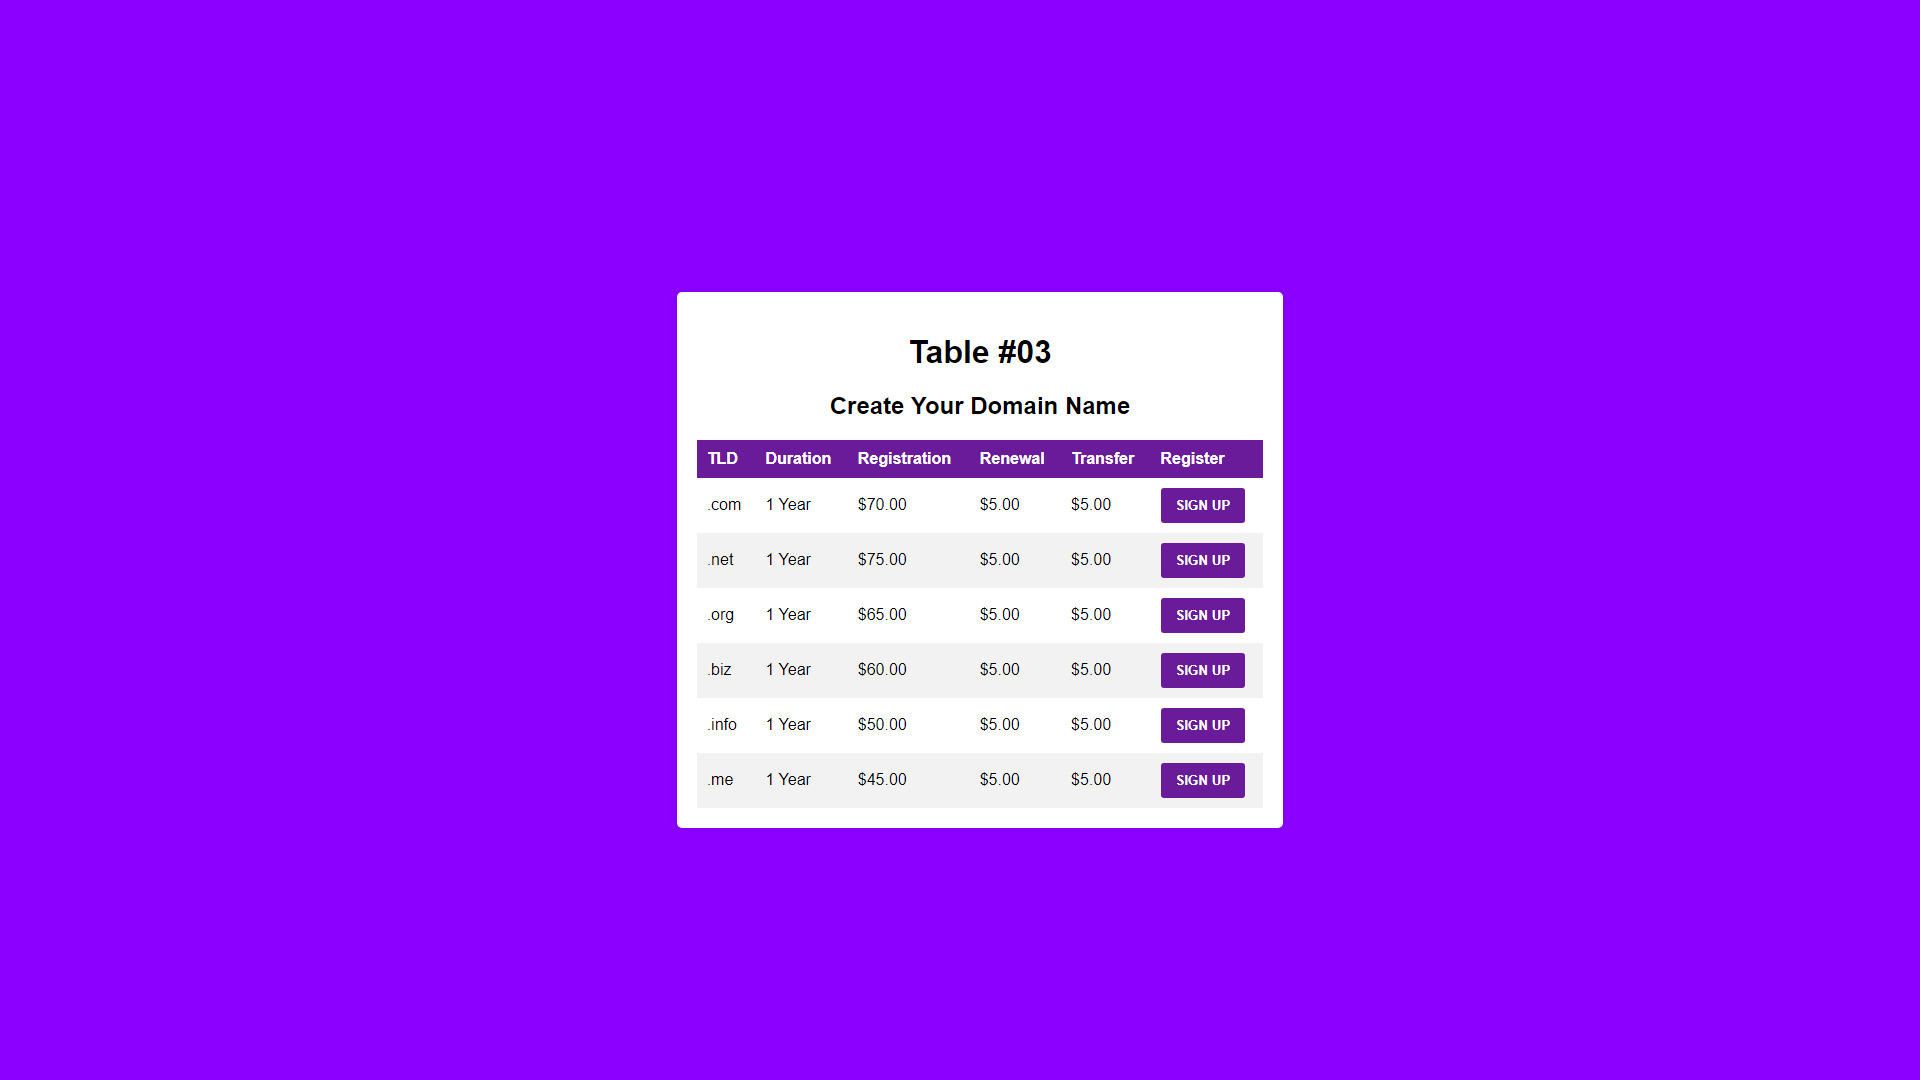 Table #03
Create Your Domain Name
TLD Duration Registration Renewal Transfer Register
.com 1 Year $70.00 $5.00 $5.00 SIGN UP
.net 1 Year $75.00 $5.00 $5.00 SIGN UP
.org 1 Year $65.00 $5.00 $5.00 SIGN UP
.biz 1 Year $60.00 $5.00 $5.00 SIGN UP
.info 1 Year $50.00 $5.00 $5.00 SIGN UP
.me 1 Year $45.00 $5.00 $5.00 SIGN UP